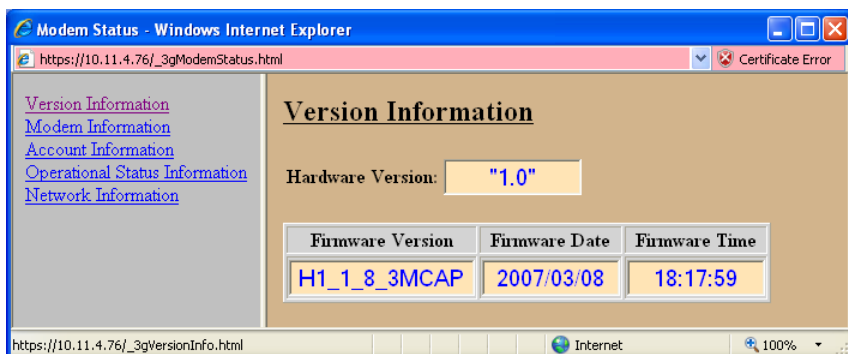 Modem Status - Windows Internet Explorer
https://10.11.4.76/_3gModemStatus.html
Certificate Error
Version Information
Modem Information
Account Information
Operational Status Information
Network Information
Version Information
Hardware Version: "1.0"
Firmware Version Firmware Date Firmware Time
H1_1_8_3MCAP 2007/03/08 18:17:59
https://10.11.4.76/_3gVersionInfo.html Internet 100%